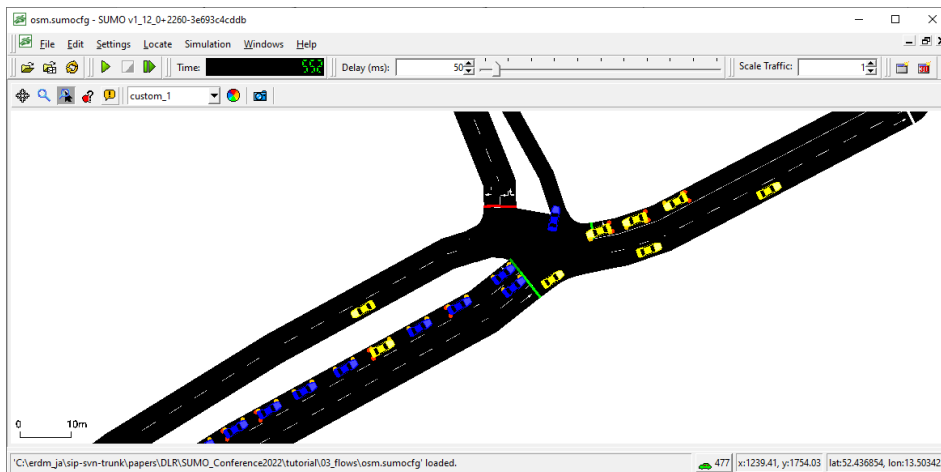 osm.sumocfg - SUMO v1_12_0+2260-3e693c4cddb
File Edit Settings Locate Simulation Windows Help
Time: 552 Delay (ms): 50 Scale Traffic: 1
custom_1
0 10m
'C:\erdm_ja\sip-svn-trunk\papers\DLR\SUMO_Conference2022\tutorial\03_flows\osm.sumocfg' loaded. 477 x:1239.41, y:1754.03 lat:52.436854, lon:13.50342